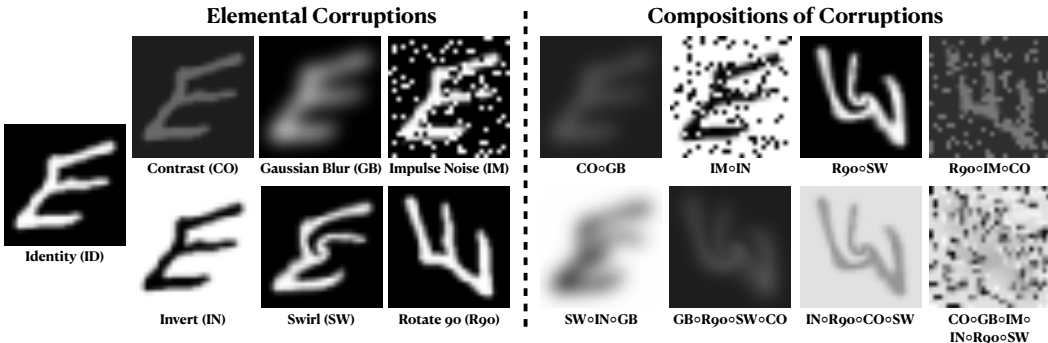 Elemental Corruptions
Compositions of Corruptions
E
Identity (ID)
Contrast (CO) Gaussian Blur (GB) Impulse Noise (IM)
Invert (IN) Swirl (SW) Rotate 90 (R90)
CO∘GB IM∘IN R90∘SW R90∘IM∘CO
SW∘IN∘GB GB∘R90∘SW∘CO IN∘R90∘CO∘SW CO∘GB∘IM∘
IN∘R90∘SW